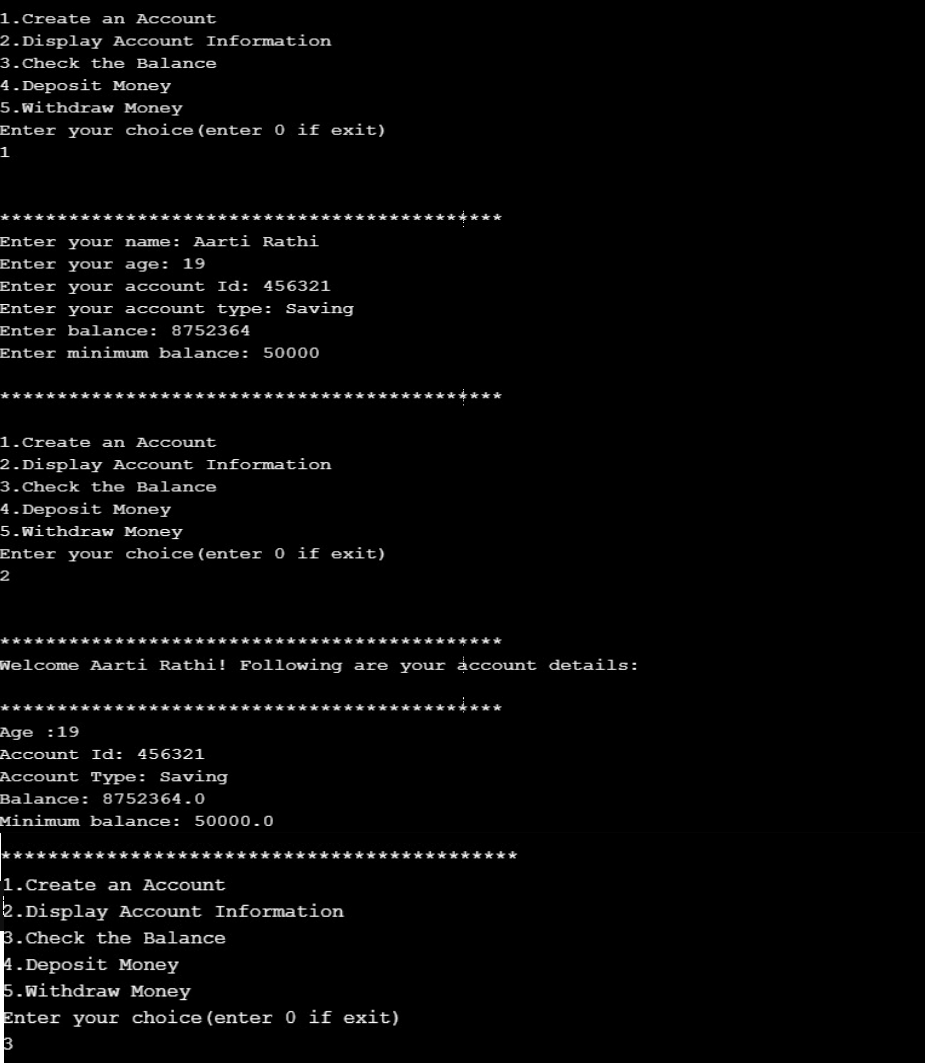 1.Create an Account
2.Display Account Information
3.Check the Balance
4.Deposit Money
5.Withdraw Money
Enter your choice(enter 0 if exit)
1
********************************************
Enter your name: Aarti Rathi
Enter your age: 19
Enter your account Id: 456321
Enter your account type: Saving
Enter balance: 8752364
Enter minimum balance: 50000
********************************************
1.Create an Account
2.Display Account Information
3.Check the Balance
4.Deposit Money
5.Withdraw Money
Enter your choice(enter 0 if exit)
2
********************************************
Welcome Aarti Rathi! Following are your account details:
********************************************
Age :19
Account Id: 456321
Account Type: Saving
Balance: 8752364.0
Minimum balance: 50000.0
********************************************
1.Create an Account
2.Display Account Information
3.Check the Balance
4.Deposit Money
5.Withdraw Money
Enter your choice(enter 0 if exit)
3